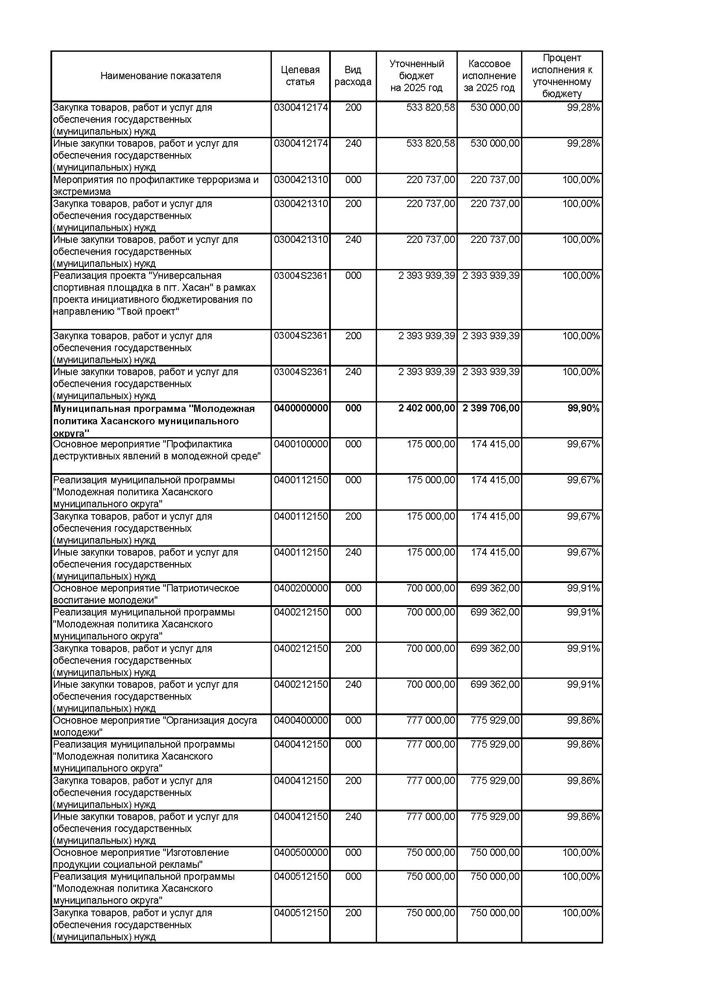 Наименование показателя
Целевая
статья
Вид
расхода
Уточненный
бюджет
на 2025 год
Кассовое
исполнение
за 2025 год
Процент
исполнения к
уточненному
бюджету
Закупка товаров, работ и услуг для 0300412174 200 533 820,58 530 000,00 99,28%
обеспечения государственных
(муниципальных) нужд
Иные закупки товаров, работ и услуг для 0300412174 240 533 820,58 530 000,00 99,28%
обеспечения государственных
(муниципальных) нужд
Мероприятия по профилактике терроризма и 0300421310 000 220 737,00 220 737,00 100,00%
экстремизма
Закупка товаров, работ и услуг для 0300421310 200 220 737,00 220 737,00 100,00%
обеспечения государственных
(муниципальных) нужд
Иные закупки товаров, работ и услуг для 0300421310 240 220 737,00 220 737,00 100,00%
обеспечения государственных
(муниципальных) нужд
Реализация проекта "Универсальная 03004S2361 000 2 393 939,39 2 393 939,39 100,00%
спортивная площадка в пгт. Хасан" в рамках
проекта инициативного бюджетирования по
направлению "Твой проект"
Закупка товаров, работ и услуг для 03004S2361 200 2 393 939,39 2 393 939,39 100,00%
обеспечения государственных
(муниципальных) нужд
Иные закупки товаров, работ и услуг для 03004S2361 240 2 393 939,39 2 393 939,39 100,00%
обеспечения государственных
(муниципальных) нужд
Муниципальная программа "Молодежная 0400000000 000 2 402 000,00 2 399 706,00 99,90%
политика Хасанского муниципального
округа"
Основное мероприятие "Профилактика 0400100000 000 175 000,00 174 415,00 99,67%
деструктивных явлений в молодежной среде"
Реализация муниципальной программы 0400112150 000 175 000,00 174 415,00 99,67%
"Молодежная политика Хасанского
муниципального округа"
Закупка товаров, работ и услуг для 0400112150 200 175 000,00 174 415,00 99,67%
обеспечения государственных
(муниципальных) нужд
Иные закупки товаров, работ и услуг для 0400112150 240 175 000,00 174 415,00 99,67%
обеспечения государственных
(муниципальных) нужд
Основное мероприятие "Патриотическое 0400200000 000 700 000,00 699 362,00 99,91%
воспитание молодежи"
Реализация муниципальной программы 0400212150 000 700 000,00 699 362,00 99,91%
"Молодежная политика Хасанского
муниципального округа"
Закупка товаров, работ и услуг для 0400212150 200 700 000,00 699 362,00 99,91%
обеспечения государственных
(муниципальных) нужд
Иные закупки товаров, работ и услуг для 0400212150 240 700 000,00 699 362,00 99,91%
обеспечения государственных
(муниципальных) нужд
Основное мероприятие "Организация досуга 0400400000 000 777 000,00 775 929,00 99,86%
молодежи"
Реализация муниципальной программы 0400412150 000 777 000,00 775 929,00 99,86%
"Молодежная политика Хасанского
муниципального округа"
Закупка товаров, работ и услуг для 0400412150 200 777 000,00 775 929,00 99,86%
обеспечения государственных
(муниципальных) нужд
Иные закупки товаров, работ и услуг для 0400412150 240 777 000,00 775 929,00 99,86%
обеспечения государственных
(муниципальных) нужд
Основное мероприятие "Изготовление 0400500000 000 750 000,00 750 000,00 100,00%
продукции социальной рекламы"
Реализация муниципальной программы 0400512150 000 750 000,00 750 000,00 100,00%
"Молодежная политика Хасанского
муниципального округа"
Закупка товаров, работ и услуг для 0400512150 200 750 000,00 750 000,00 100,00%
обеспечения государственных
(муниципальных) нужд